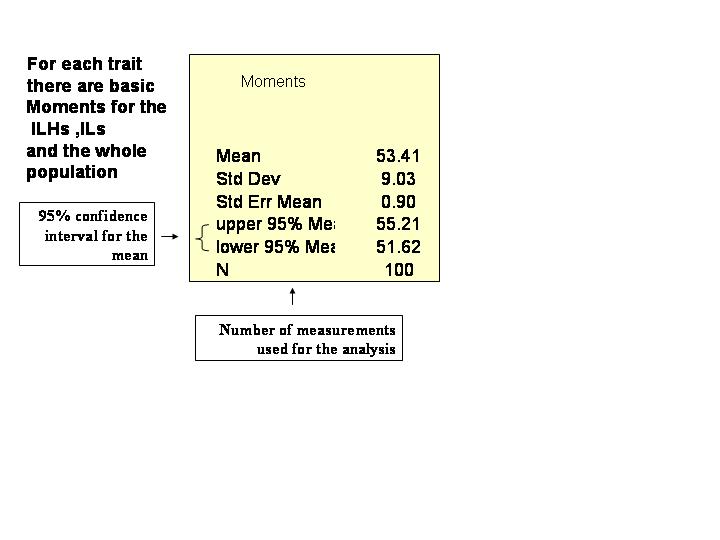 For each trait
there are basic
Moments for the
ILHs ,ILs
and the whole
population
95% confidence
interval for the
mean
Moments
Mean 53.41
Std Dev 9.03
Std Err Mean 0.90
upper 95% Mea 55.21
lower 95% Mea 51.62
N 100
Number of measurements
used for the analysis